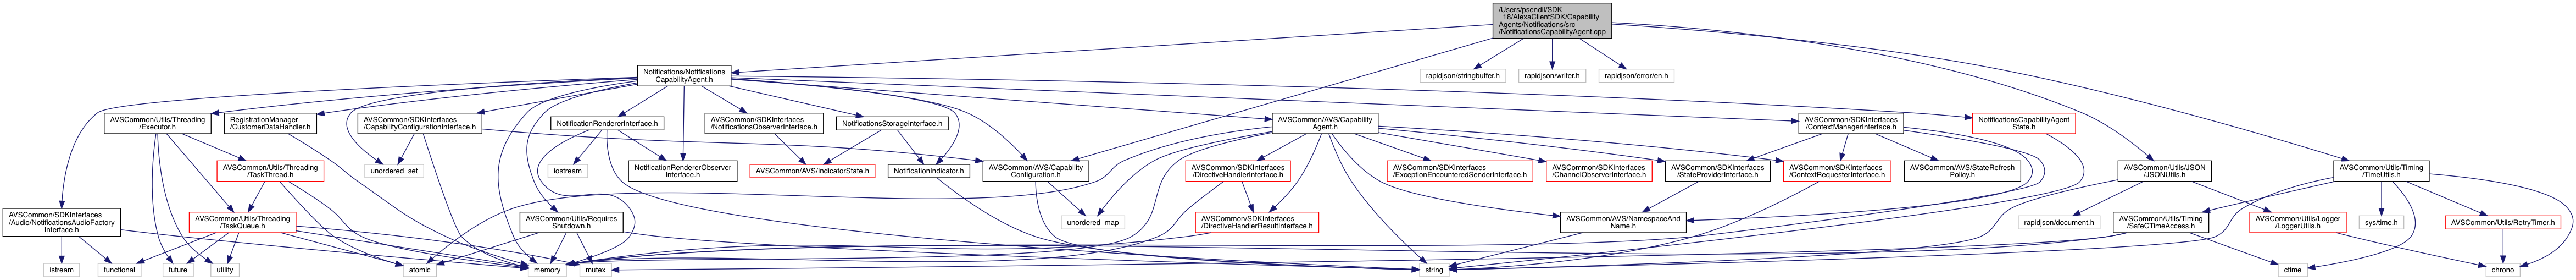 /Users/psendil/SDK
_18/AlexaClientSDK/Capability
Agents/Notifications/src
/NotificationsCapabilityAgent.cpp
Notifications/Notifications
CapabilityAgent.h
rapidjson/stringbuffer.h
rapidjson/writer.h
rapidjson/error/en.h
AVSCommon/Utils/Threading
/Executor.h
RegistrationManager
/CustomerDataHandler.h
AVSCommon/SDKInterfaces
/CapabilityConfigurationInterface.h
NotificationRendererInterface.h
AVSCommon/SDKInterfaces
/NotificationsObserverInterface.h
NotificationsStorageInterface.h
AVSCommon/AVS/Capability
Agent.h
AVSCommon/SDKInterfaces
/ContextManagerInterface.h
NotificationsCapabilityAgent
State.h
AVSCommon/Utils/Threading
/TaskThread.h
unordered_set
iostream
NotificationRendererObserver
Interface.h
AVSCommon/AVS/IndicatorState.h
NotificationIndicator.h
AVSCommon/AVS/Capability
Configuration.h
AVSCommon/SDKInterfaces
/DirectiveHandlerInterface.h
AVSCommon/SDKInterfaces
/ExceptionEncounteredSenderInterface.h
AVSCommon/SDKInterfaces
/ChannelObserverInterface.h
AVSCommon/SDKInterfaces
/StateProviderInterface.h
AVSCommon/SDKInterfaces
/ContextRequesterInterface.h
AVSCommon/AVS/StateRefresh
Policy.h
AVSCommon/Utils/JSON
/JSONUtils.h
AVSCommon/Utils/Timing
/TimeUtils.h
AVSCommon/SDKInterfaces
/Audio/NotificationsAudioFactory
Interface.h
AVSCommon/Utils/Threading
/TaskQueue.h
AVSCommon/Utils/Requires
Shutdown.h
unordered_map
AVSCommon/SDKInterfaces
/DirectiveHandlerResultInterface.h
AVSCommon/AVS/NamespaceAnd
Name.h
rapidjson/document.h
AVSCommon/Utils/Timing
/SafeCTimeAccess.h
AVSCommon/Utils/Logger
/LoggerUtils.h
sys/time.h
AVSCommon/Utils/RetryTimer.h
istream
functional
future
utility
atomic
memory
mutex
string
ctime
chrono